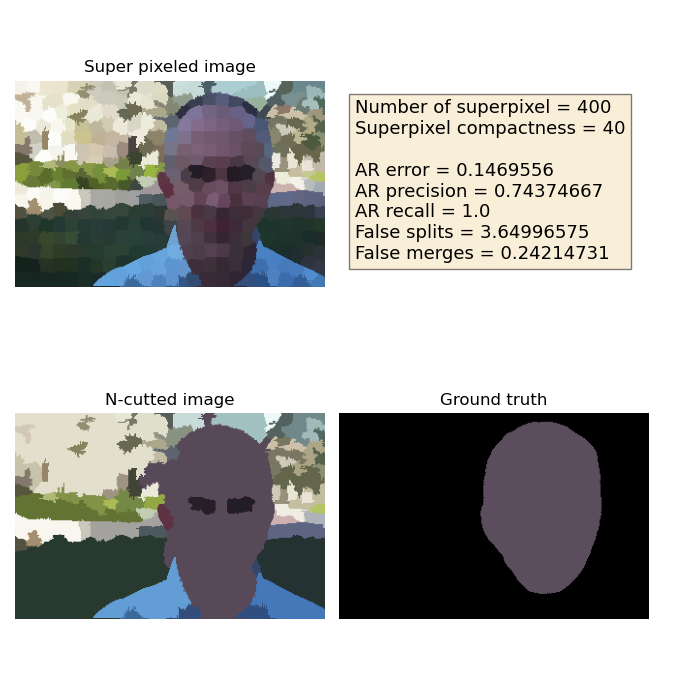 Super pixeled image
Number of superpixel = 400
Superpixel compactness = 40
AR error = 0.1469556
AR precision = 0.74374667
AR recall = 1.0
False splits = 3.64996575
False merges = 0.24214731
N-cutted image
Ground truth